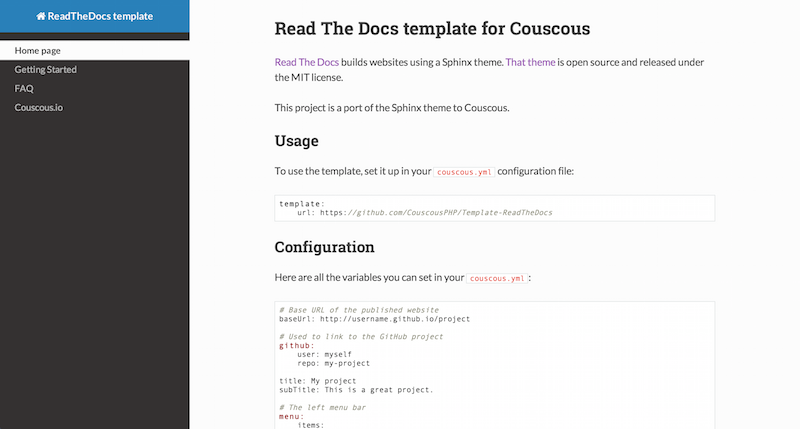 ReadTheDocs template
Home page
Getting Started
FAQ
Couscous.io
Read The Docs template for Couscous
Read The Docs builds websites using a Sphinx theme. That theme is open source and released under
the MIT license.
This project is a port of the Sphinx theme to Couscous.
Usage
To use the template, set it up in your couscous.yml configuration file:
template:
    url: https://github.com/CouscousPHP/Template-ReadTheDocs
Configuration
Here are all the variables you can set in your couscous.yml:
# Base URL of the published website
baseUrl: http://username.github.io/project
# Used to link to the GitHub project
github:
    user: myself
    repo: my-project
title: My project
subTitle: This is a great project.
# The left menu bar
menu:
    items: